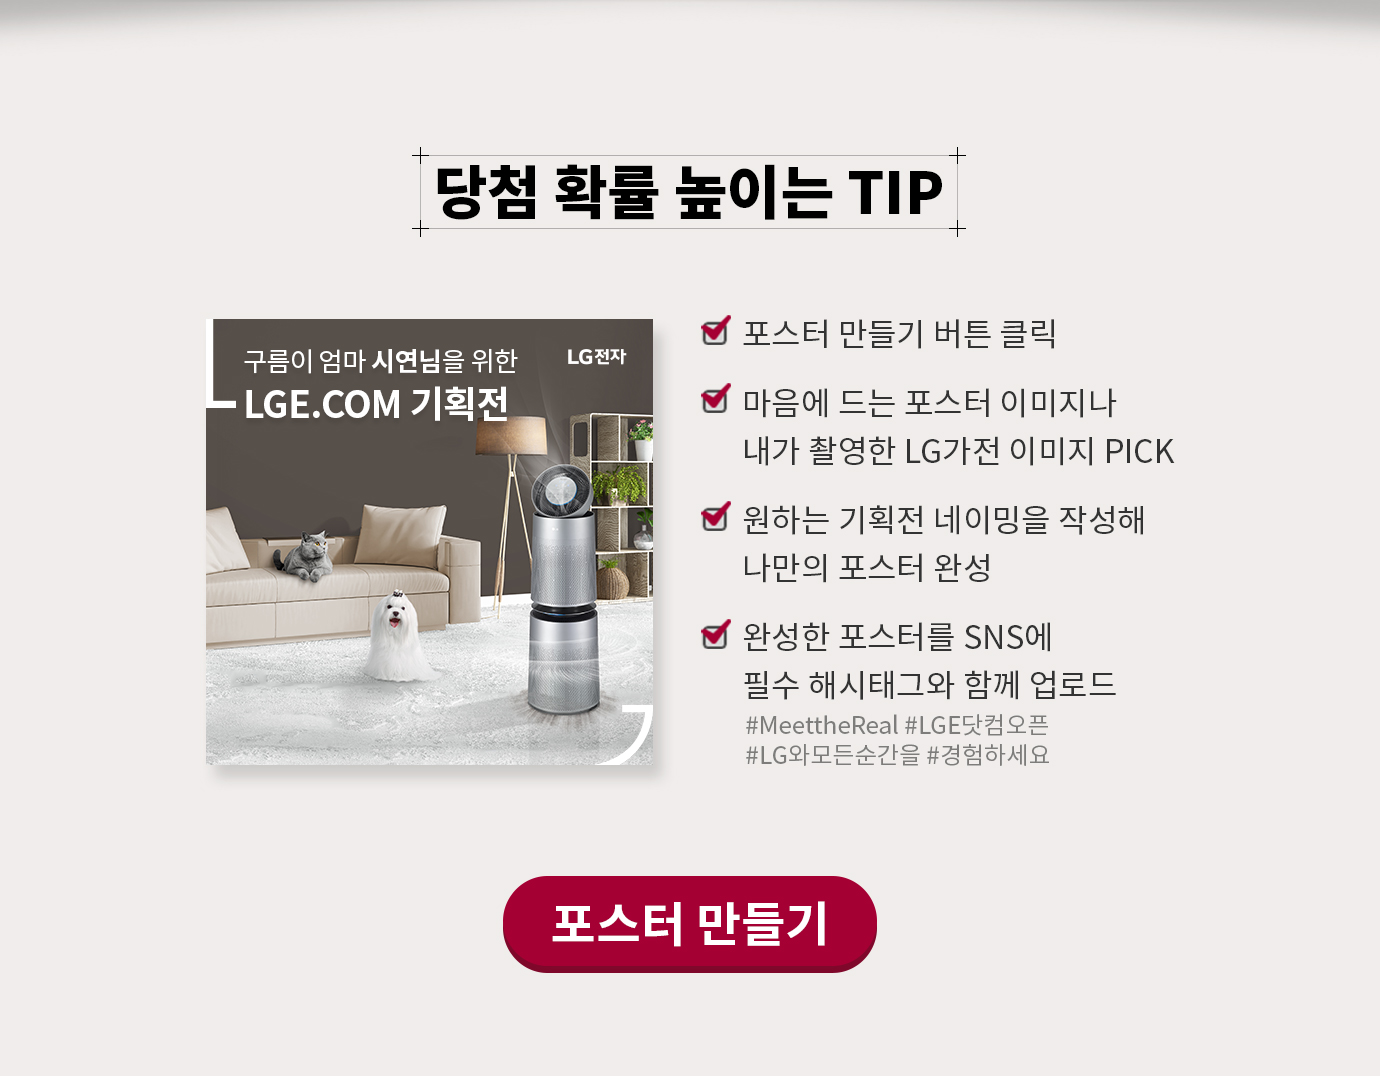 당첨 확률 높이는 TIP
구름이 엄마 시연님을 위한
LG전자
LGE.COM 기획전
포스터 만들기 버튼 클릭
마음에 드는 포스터 이미지나
내가 촬영한 LG가전 이미지 PICK
원하는 기획전 네이밍을 작성해
나만의 포스터 완성
완성한 포스터를 SNS에
필수 해시태그와 함께 업로드
#MeettheReal #LGE닷컴오픈
#LG와모든순간을 #경험하세요
포스터 만들기